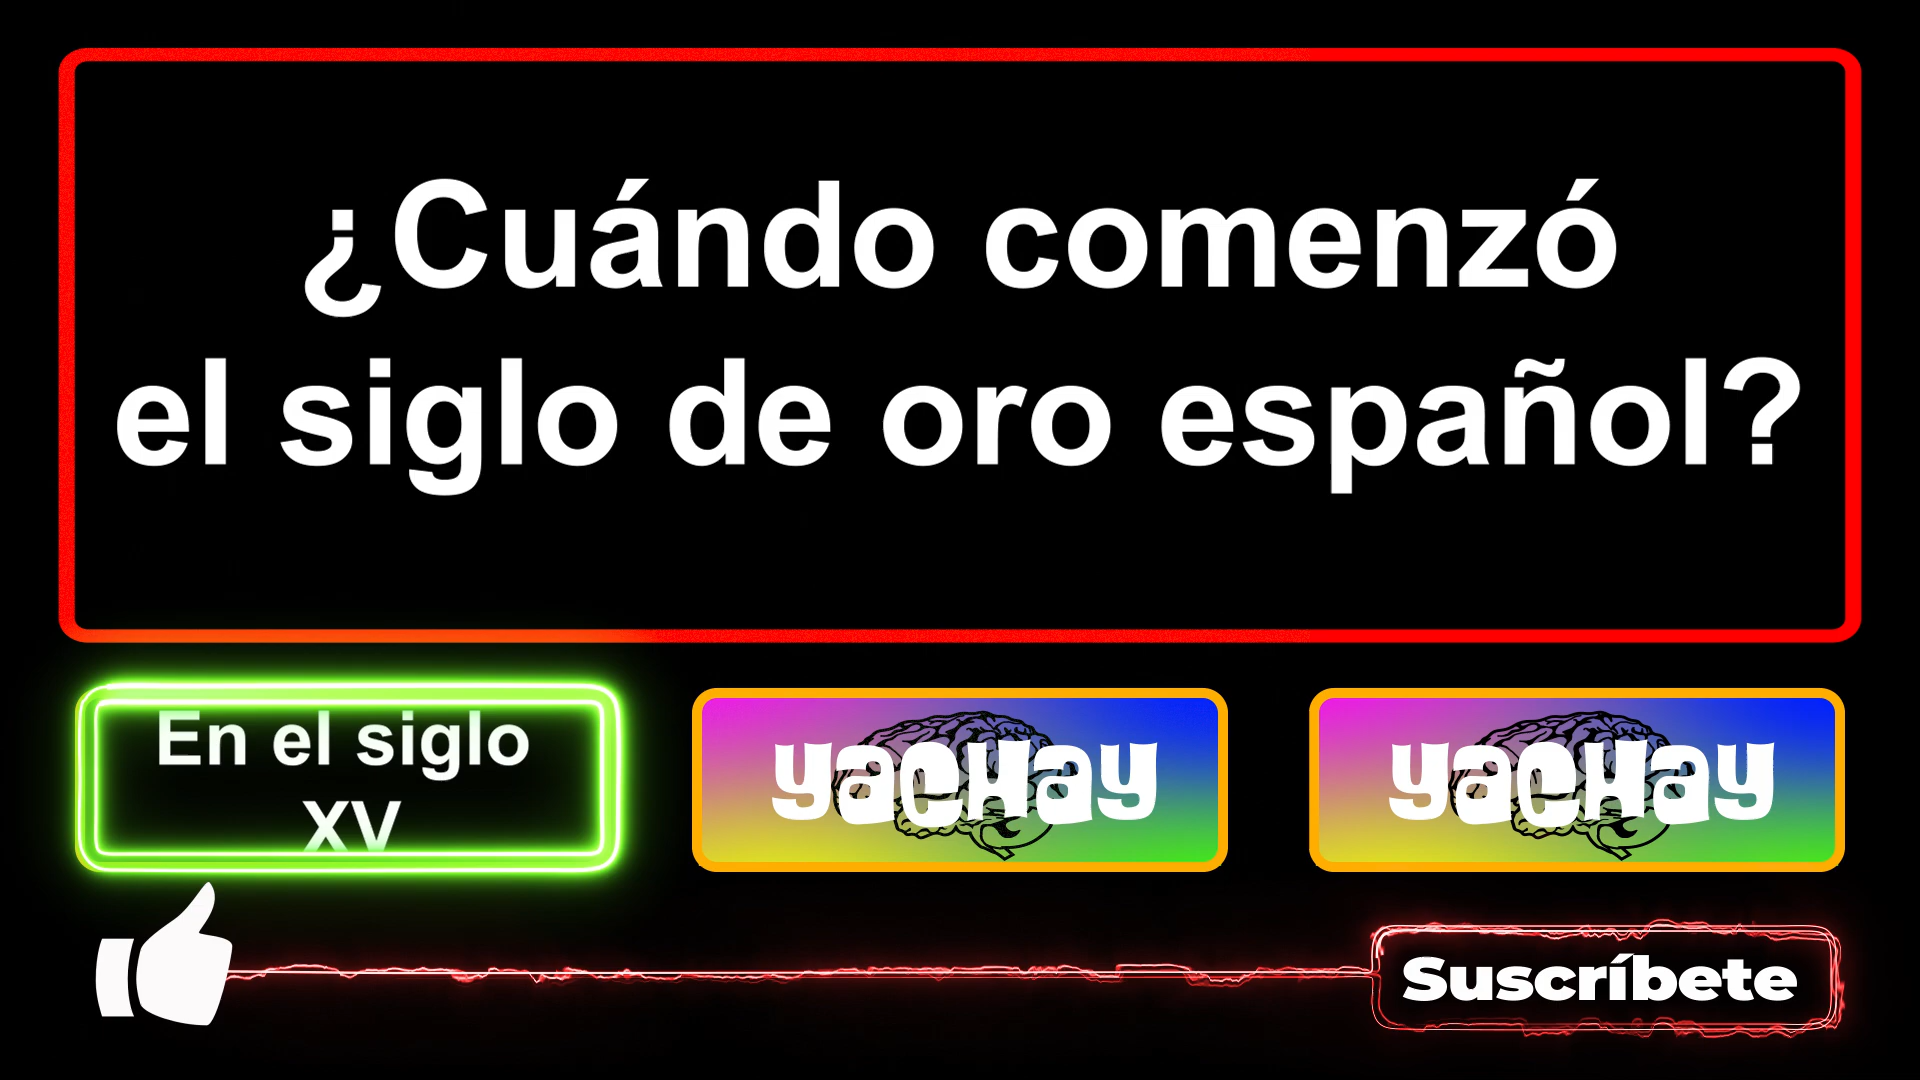 ¿Cuándo comenzó
el siglo de oro español?
En el siglo
XV
yacHay
yacHay
Suscríbete